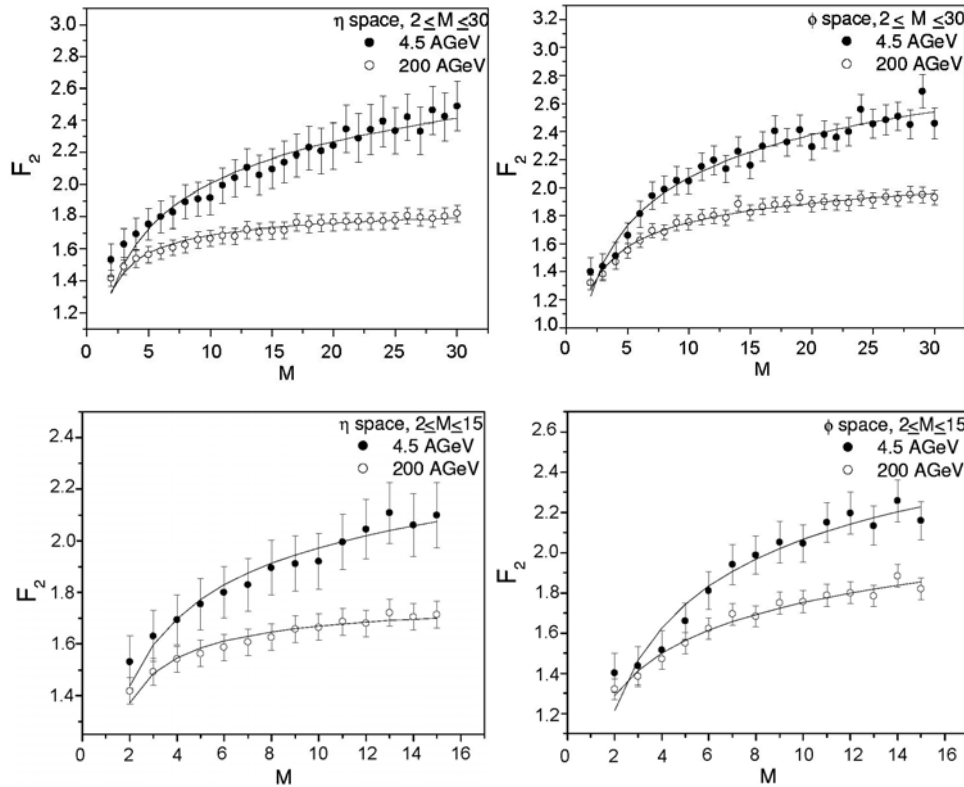 η space, 2≤M≤30
4.5 AGeV
200 AGeV
3.0
2.8
2.6
2.4
2.2
2.0
1.8
1.6
1.4
1.2
F2
0 5 10 15 20 25 30
M
ϕ space, 2≤ M ≤30
4.5 AGeV
200 AGeV
3.2
3.0
2.8
2.6
2.4
2.2
2.0
1.8
1.6
1.4
1.2
1.0
F2
0 5 10 15 20 25 30
M
η space, 2≤M≤15
4.5 AGeV
200 AGeV
2.4
2.2
2.0
1.8
1.6
1.4
F2
0 2 4 6 8 10 12 14 16
M
ϕ space, 2≤M≤15
4.5 AGeV
200 AGeV
2.6
2.4
2.2
2.0
1.8
1.6
1.4
1.2
F2
0 2 4 6 8 10 12 14 16
M